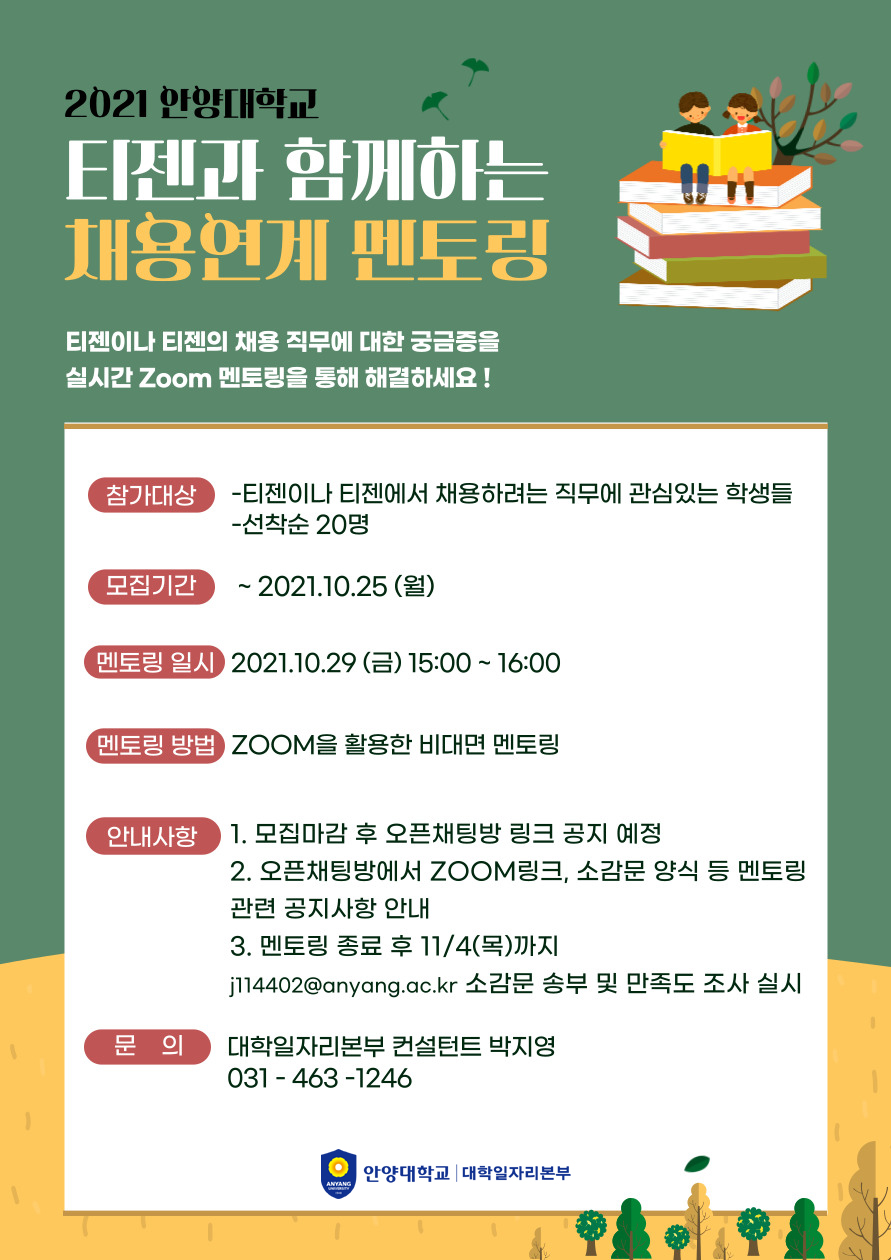 2021 안양대학교
티젠과 함께하는
채용연계 멘토링
티젠이나 티젠의 채용 직무에 대한 궁금증을
실시간 Zoom 멘토링을 통해 해결하세요 !
참가대상 -티젠이나 티젠에서 채용하려는 직무에 관심있는 학생들
-선착순 20명
모집기간 ~ 2021.10.25 (월)
멘토링 일시 2021.10.29 (금) 15:00 ~ 16:00
멘토링 방법 ZOOM을 활용한 비대면 멘토링
안내사항 1. 모집마감 후 오픈채팅방 링크 공지 예정
2. 오픈채팅방에서 ZOOM링크, 소감문 양식 등 멘토링
관련 공지사항 안내
3. 멘토링 종료 후 11/4(목)까지
j114402@anyang.ac.kr 소감문 송부 및 만족도 조사 실시
문 의 대학일자리본부 컨설턴트 박지영
031 - 463 -1246
ANYANG
UNIVERSITY
안양대학교 | 대학일자리본부